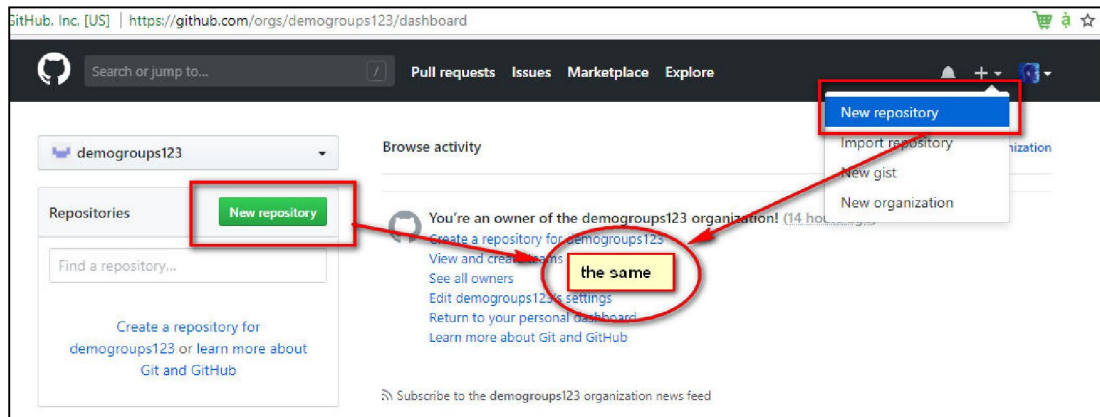 GitHub, Inc. [US] | https://github.com/orgs/demogroups123/dashboard
Search or jump to... /
Pull requests Issues Marketplace Explore
New repository
Import repository
New gist
New organization
demogroups123
Browse activity
nization
Repositories
New repository
You're an owner of the demogroups123 organization! (14 ho
Create a repository for demogroups123
View and create teams
the same
See all owners
Edit demogroups123's settings
Return to your personal dashboard
Learn more about Git and GitHub
Find a repository...
Create a repository for
demogroups123 or learn more about
Git and GitHub
Subscribe to the demogroups123 organization news feed